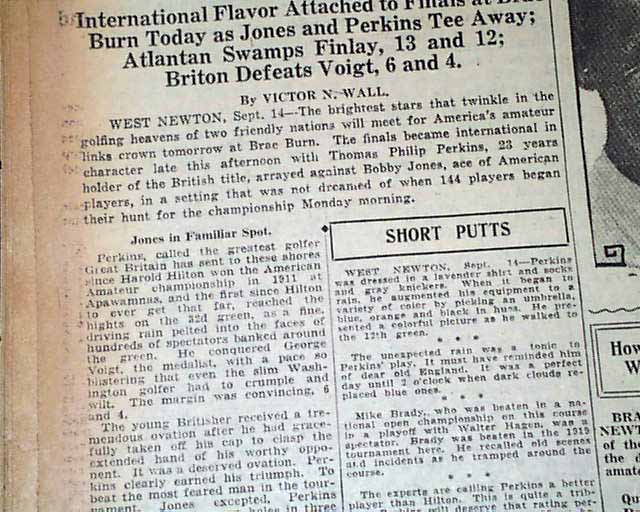 International Flavor Attached to Finals at Brae
Burn Today as Jones and Perkins Tee Away;
Atlantan Swamps Finlay, 13 and 12;
Briton Defeats Voigt, 6 and 4.
By VICTOR N. WALL.
WEST NEWTON, Sept. 14—The brightest stars that twinkle in the
golfing heavens of two friendly nations will meet for America's amateur
links crown tomorrow at Brae Burn. The finals became international in
character late this afternoon with Thomas Philip Perkins, 23 years
holder of the British title, arrayed against Bobby Jones, ace of American
players, in a setting that was not dreamed of when 144 players began
their hunt for the championship Monday morning.
Jones in Familiar Spot.
Perkins, called the greatest golfer
Great Britain has sent to these shores
since Harold Hilton won the American
Amateur championship in 1911 at
Apawamnas, and the first since Hilton
to ever get that far, reached the
hights on the 32d green, as a fine,
driving rain pelted into the faces of
hundreds of spectators banked around
the green. He conquered George
Voigt, the medalist, with a pace so
blistering that even the slim Wash-
ington golfer had to crumple and
wilt. The margin was convincing, 6
and 4.
The young Britisher received a tre-
mendous ovation after he had grace-
fully taken off his cap to clasp the
extended hand of his worthy oppo-
nent. It was a deserved ovation. Per-
kins clearly earned his triumph. To
beat the most feared man in the tour-
nament, Jones excepted, Perkins
holes in three
SHORT PUTTS
WEST NEWTON, Sept. 14—Perkins
was dressed in a lavender shirt and socks
and gray knickers. When it began to
rain, he augmented his equipment to a
variety of color by picking an umbrella,
blue, orange and black in hues. He pre-
sented a colorful picture as he walked to
the 12th green.
* * *
The unexpected rain was a tonic to
Perkins' play. It must have reminded him
of dear old England. It was a perfect
day until 2 o'clock when dark clouds re-
placed blue ones.
* * *
Mike Brady, who was beaten in a na-
tional open championship on this course
in a playoff with Walter Hagen, was a
spectator. Brady was beaten in the 1919
tournament here. He recalled old scenes
and incidents as he tramped around the
course.
* * *
The experts are calling Perkins a better
player than Hilton. This is quite a trib-
Perkins will deserve that rating
How
W
BRA
NEWT
of th
the d
amate
Qu